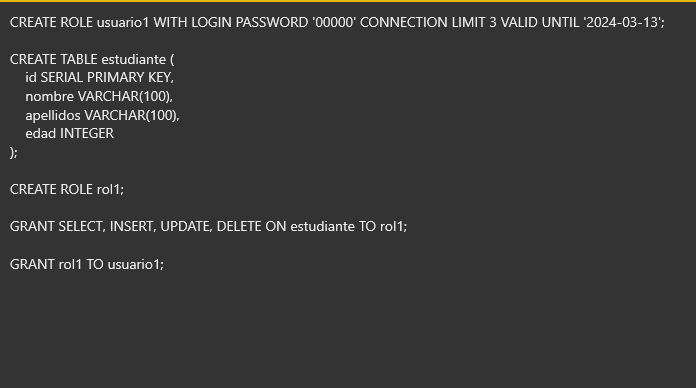 CREATE ROLE usuario1 WITH LOGIN PASSWORD '00000' CONNECTION LIMIT 3 VALID UNTIL '2024-03-13';
CREATE TABLE estudiante (
id SERIAL PRIMARY KEY,
nombre VARCHAR(100),
apellidos VARCHAR(100),
edad INTEGER
);
CREATE ROLE rol1;
GRANT SELECT, INSERT, UPDATE, DELETE ON estudiante TO rol1;
GRANT rol1 TO usuario1;